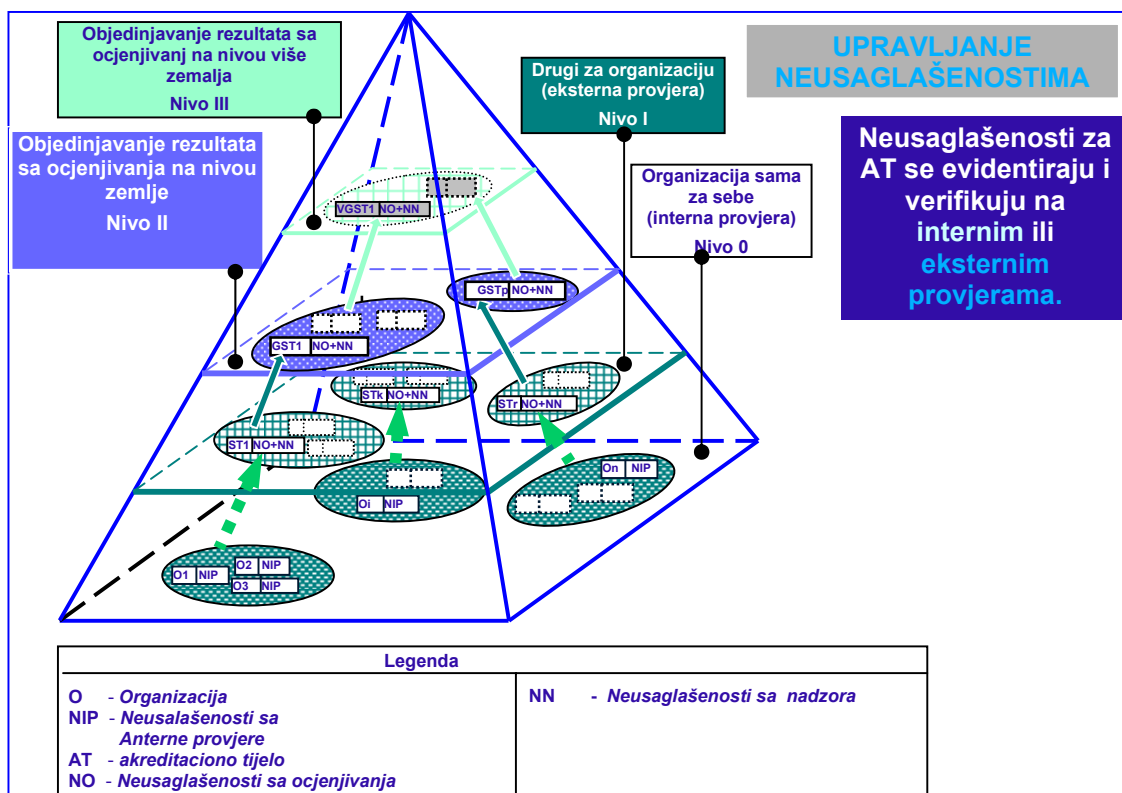 Objedinjavanje rezultata sa
ocjenjivanj na nivou više
zemalja
Nivo III
UPRAVLJANJE
NEUSAGLAŠENOSTIMA
Drugi za organizaciju
(eksterna provjera)
Nivo I
Objedinjavanje rezultata
sa ocjenjivanja na nivou
zemlje
Nivo II
Neusaglašenosti za
AT se evidentiraju i
verifikuju na
internim ili
eksternim
provjerama.
Organizacija sama
za sebe
(interna provjera)
Nivo 0
VGST1 NO+NN
GSTp NO+NN
GST1 NO+NN
STk NO+NN
STr NO+NN
ST1 NO+NN
On NIP
Oi NIP
O2 NIP
O1 NIP
O3 NIP
Legenda
O - Organizacija
NIP - Neusalašenosti sa
Anterne provjere
AT - akreditaciono tijelo
NO - Neusaglašenosti sa ocjenjivanja
NN - Neusaglašenosti sa nadzora